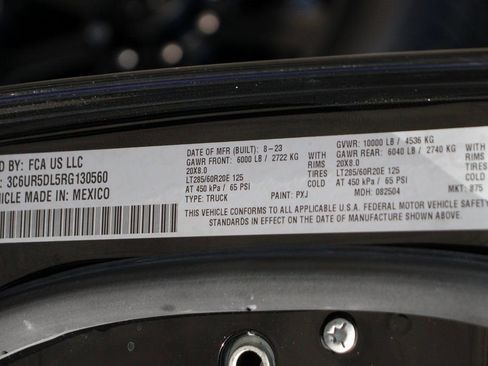 D BY: FCA US LLC
: 3C6UR5DL5RG130560
HICLE MADE IN: MEXICO
DATE OF MFR (BUILT): 8-23
GAWR FRONT: 6000 LB / 2722 KG
20X8.0
LT285/60R20E 125
AT 450 kPa / 65 PSI
TYPE: TRUCK
PAINT: PXJ
WITH
RIMS
TIRES
COLD
GVWR: 10000 LB / 4536 KG
GAWR REAR: 6040 LB / 2740 KG
20X8.0
LT285/60R20E 125
AT 450 kPa / 65 PSI
MDH: 082504
MKT: 875
WITH
RIMS
TIRES
COLD
THIS VEHICLE CONFORMS TO ALL APPLICABLE U.S.A. FEDERAL MOTOR VEHICLE SAFETY
STANDARDS IN EFFECT ON THE DATE OF MANUFACTURE SHOWN ABOVE.